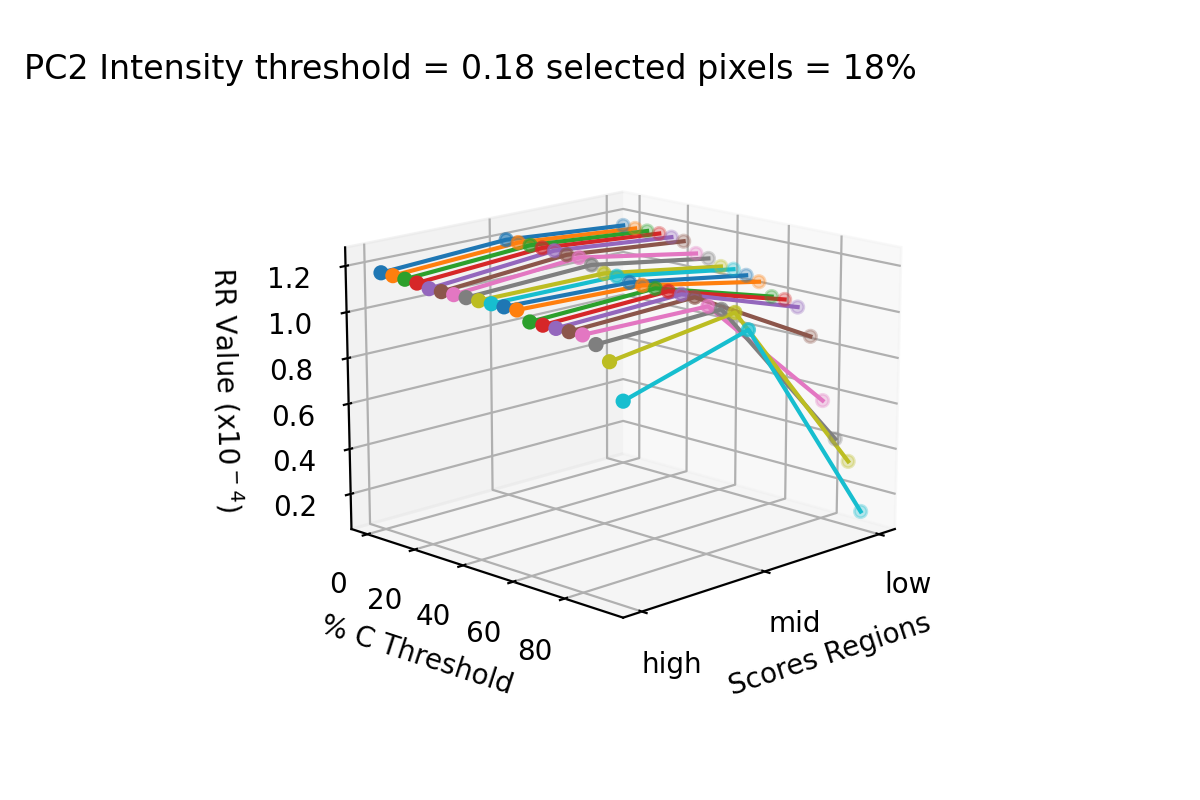 PC2 Intensity threshold = 0.18 selected pixels = 18%
RR Value (x10⁻⁴)
1.2
1.0
0.8
0.6
0.4
0.2
0
20
40
60
80
% C Threshold
high
mid
low
Scores Regions